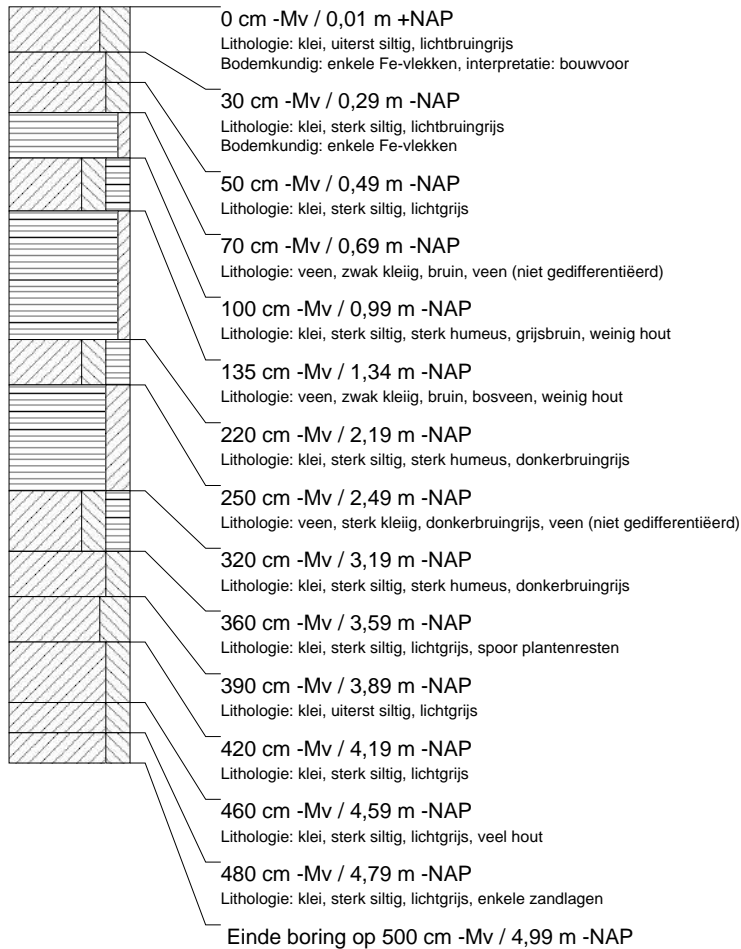 0 cm -Mv / 0,01 m +NAP
Lithologie: klei, uiterst siltig, lichtbruingrijs
Bodemkundig: enkele Fe-vlekken, interpretatie: bouwvoor
30 cm -Mv / 0,29 m -NAP
Lithologie: klei, sterk siltig, lichtbruingrijs
Bodemkundig: enkele Fe-vlekken
50 cm -Mv / 0,49 m -NAP
Lithologie: klei, sterk siltig, lichtgrijs
70 cm -Mv / 0,69 m -NAP
Lithologie: veen, zwak kleiig, bruin, veen (niet gedifferentiëerd)
100 cm -Mv / 0,99 m -NAP
Lithologie: klei, sterk siltig, sterk humeus, grijsbruin, weinig hout
135 cm -Mv / 1,34 m -NAP
Lithologie: veen, zwak kleiig, bruin, bosveen, weinig hout
220 cm -Mv / 2,19 m -NAP
Lithologie: klei, sterk siltig, sterk humeus, donkerbruingrijs
250 cm -Mv / 2,49 m -NAP
Lithologie: veen, sterk kleiig, donkerbruingrijs, veen (niet gedifferentiëerd)
320 cm -Mv / 3,19 m -NAP
Lithologie: klei, sterk siltig, sterk humeus, donkerbruingrijs
360 cm -Mv / 3,59 m -NAP
Lithologie: klei, sterk siltig, lichtgrijs, spoor plantenresten
390 cm -Mv / 3,89 m -NAP
Lithologie: klei, uiterst siltig, lichtgrijs
420 cm -Mv / 4,19 m -NAP
Lithologie: klei, sterk siltig, lichtgrijs
460 cm -Mv / 4,59 m -NAP
Lithologie: klei, sterk siltig, lichtgrijs, veel hout
480 cm -Mv / 4,79 m -NAP
Lithologie: klei, sterk siltig, lichtgrijs, enkele zandlagen
Einde boring op 500 cm -Mv / 4,99 m -NAP